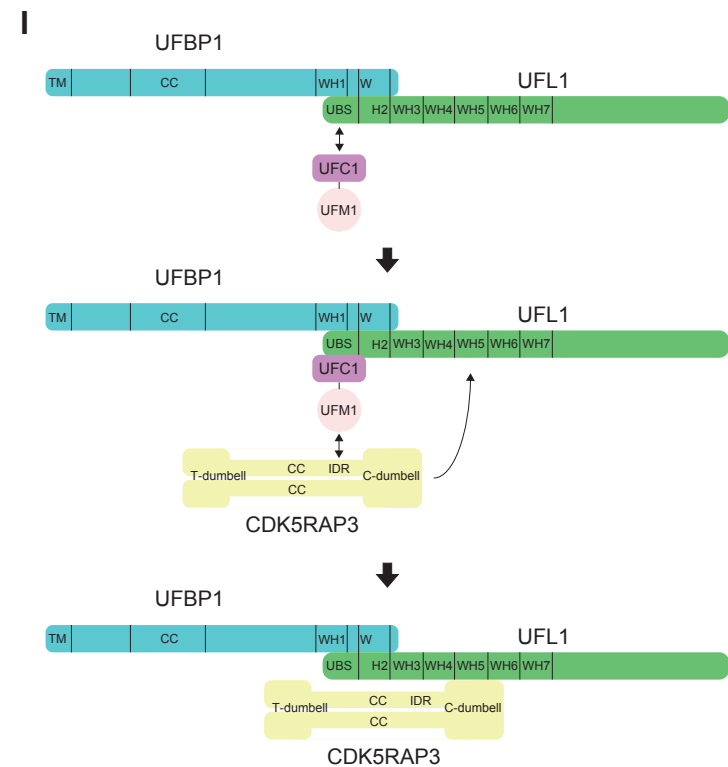 I
UFBP1
UFL1
TM CC WH1 W
UBS H2 WH3 WH4 WH5 WH6 WH7
UFC1
UFM1
UFBP1
UFL1
TM CC WH1 W
UBS H2 WH3 WH4 WH5 WH6 WH7
UFC1
UFM1
CC IDR
T-dumbell C-dumbell
CC
CDK5RAP3
UFBP1
UFL1
TM CC WH1 W
UBS H2 WH3 WH4 WH5 WH6 WH7
CC IDR
T-dumbell C-dumbell
CC
CDK5RAP3